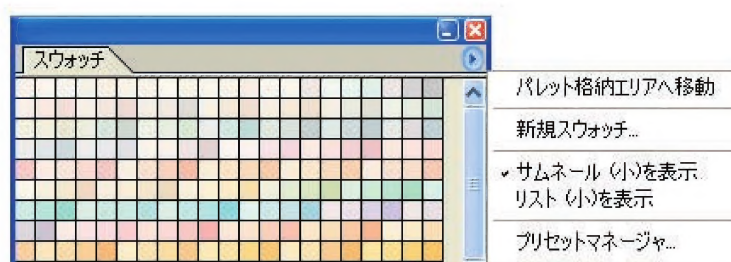 スウォッチ
パレット格納エリアへ移動
新規スウォッチ...
✓ サムネール (小)を表示
リスト (小)を表示
プリセットマネージャ...